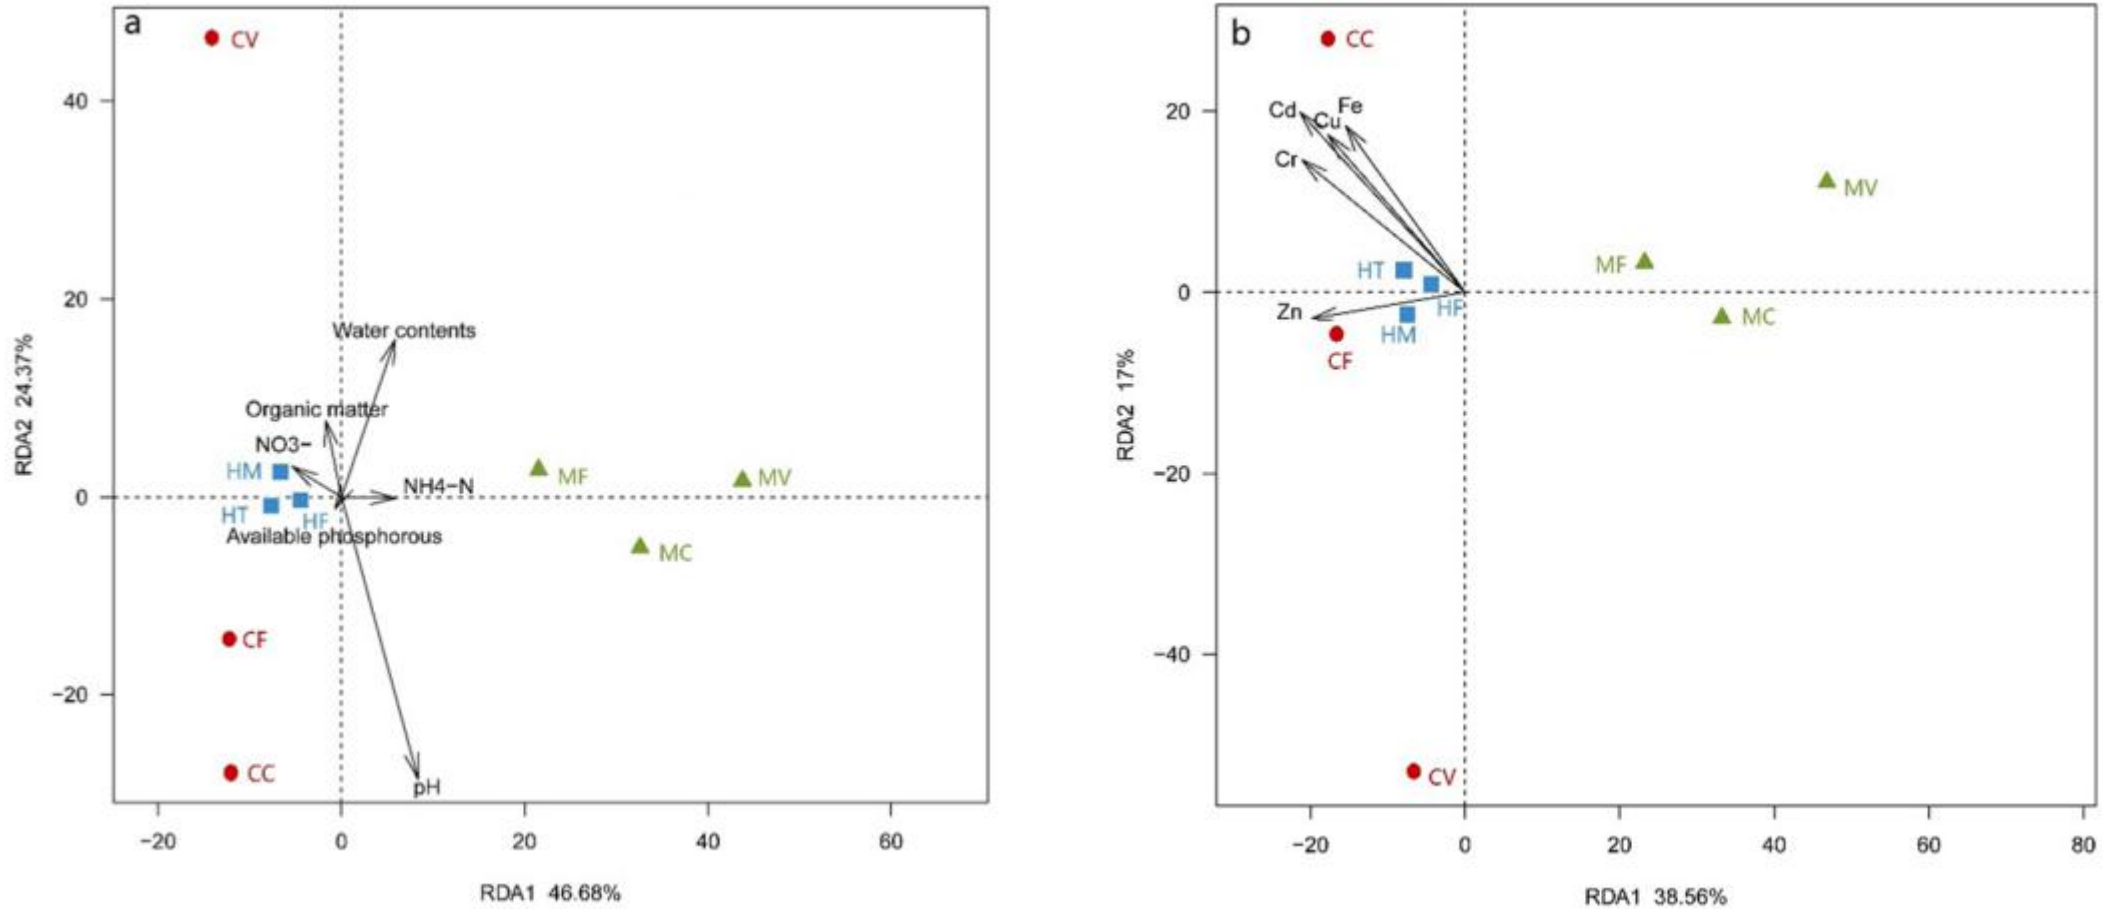 a
CV
40
20
0
−20
RDA2 24.37%
Water contents
Organic matter
NO3−
HM
NH4−N
HT
HF
Available phosphorous
MF
MV
MC
CF
CC
pH
−20
0
20
40
60
RDA1 46.68%
b
CC
20
0
−20
−40
RDA2 17%
Cd
Cu
Fe
Cr
HT
HF
Zn
HM
CF
MV
MF
MC
CV
−20
0
20
40
60
80
RDA1 38.56%